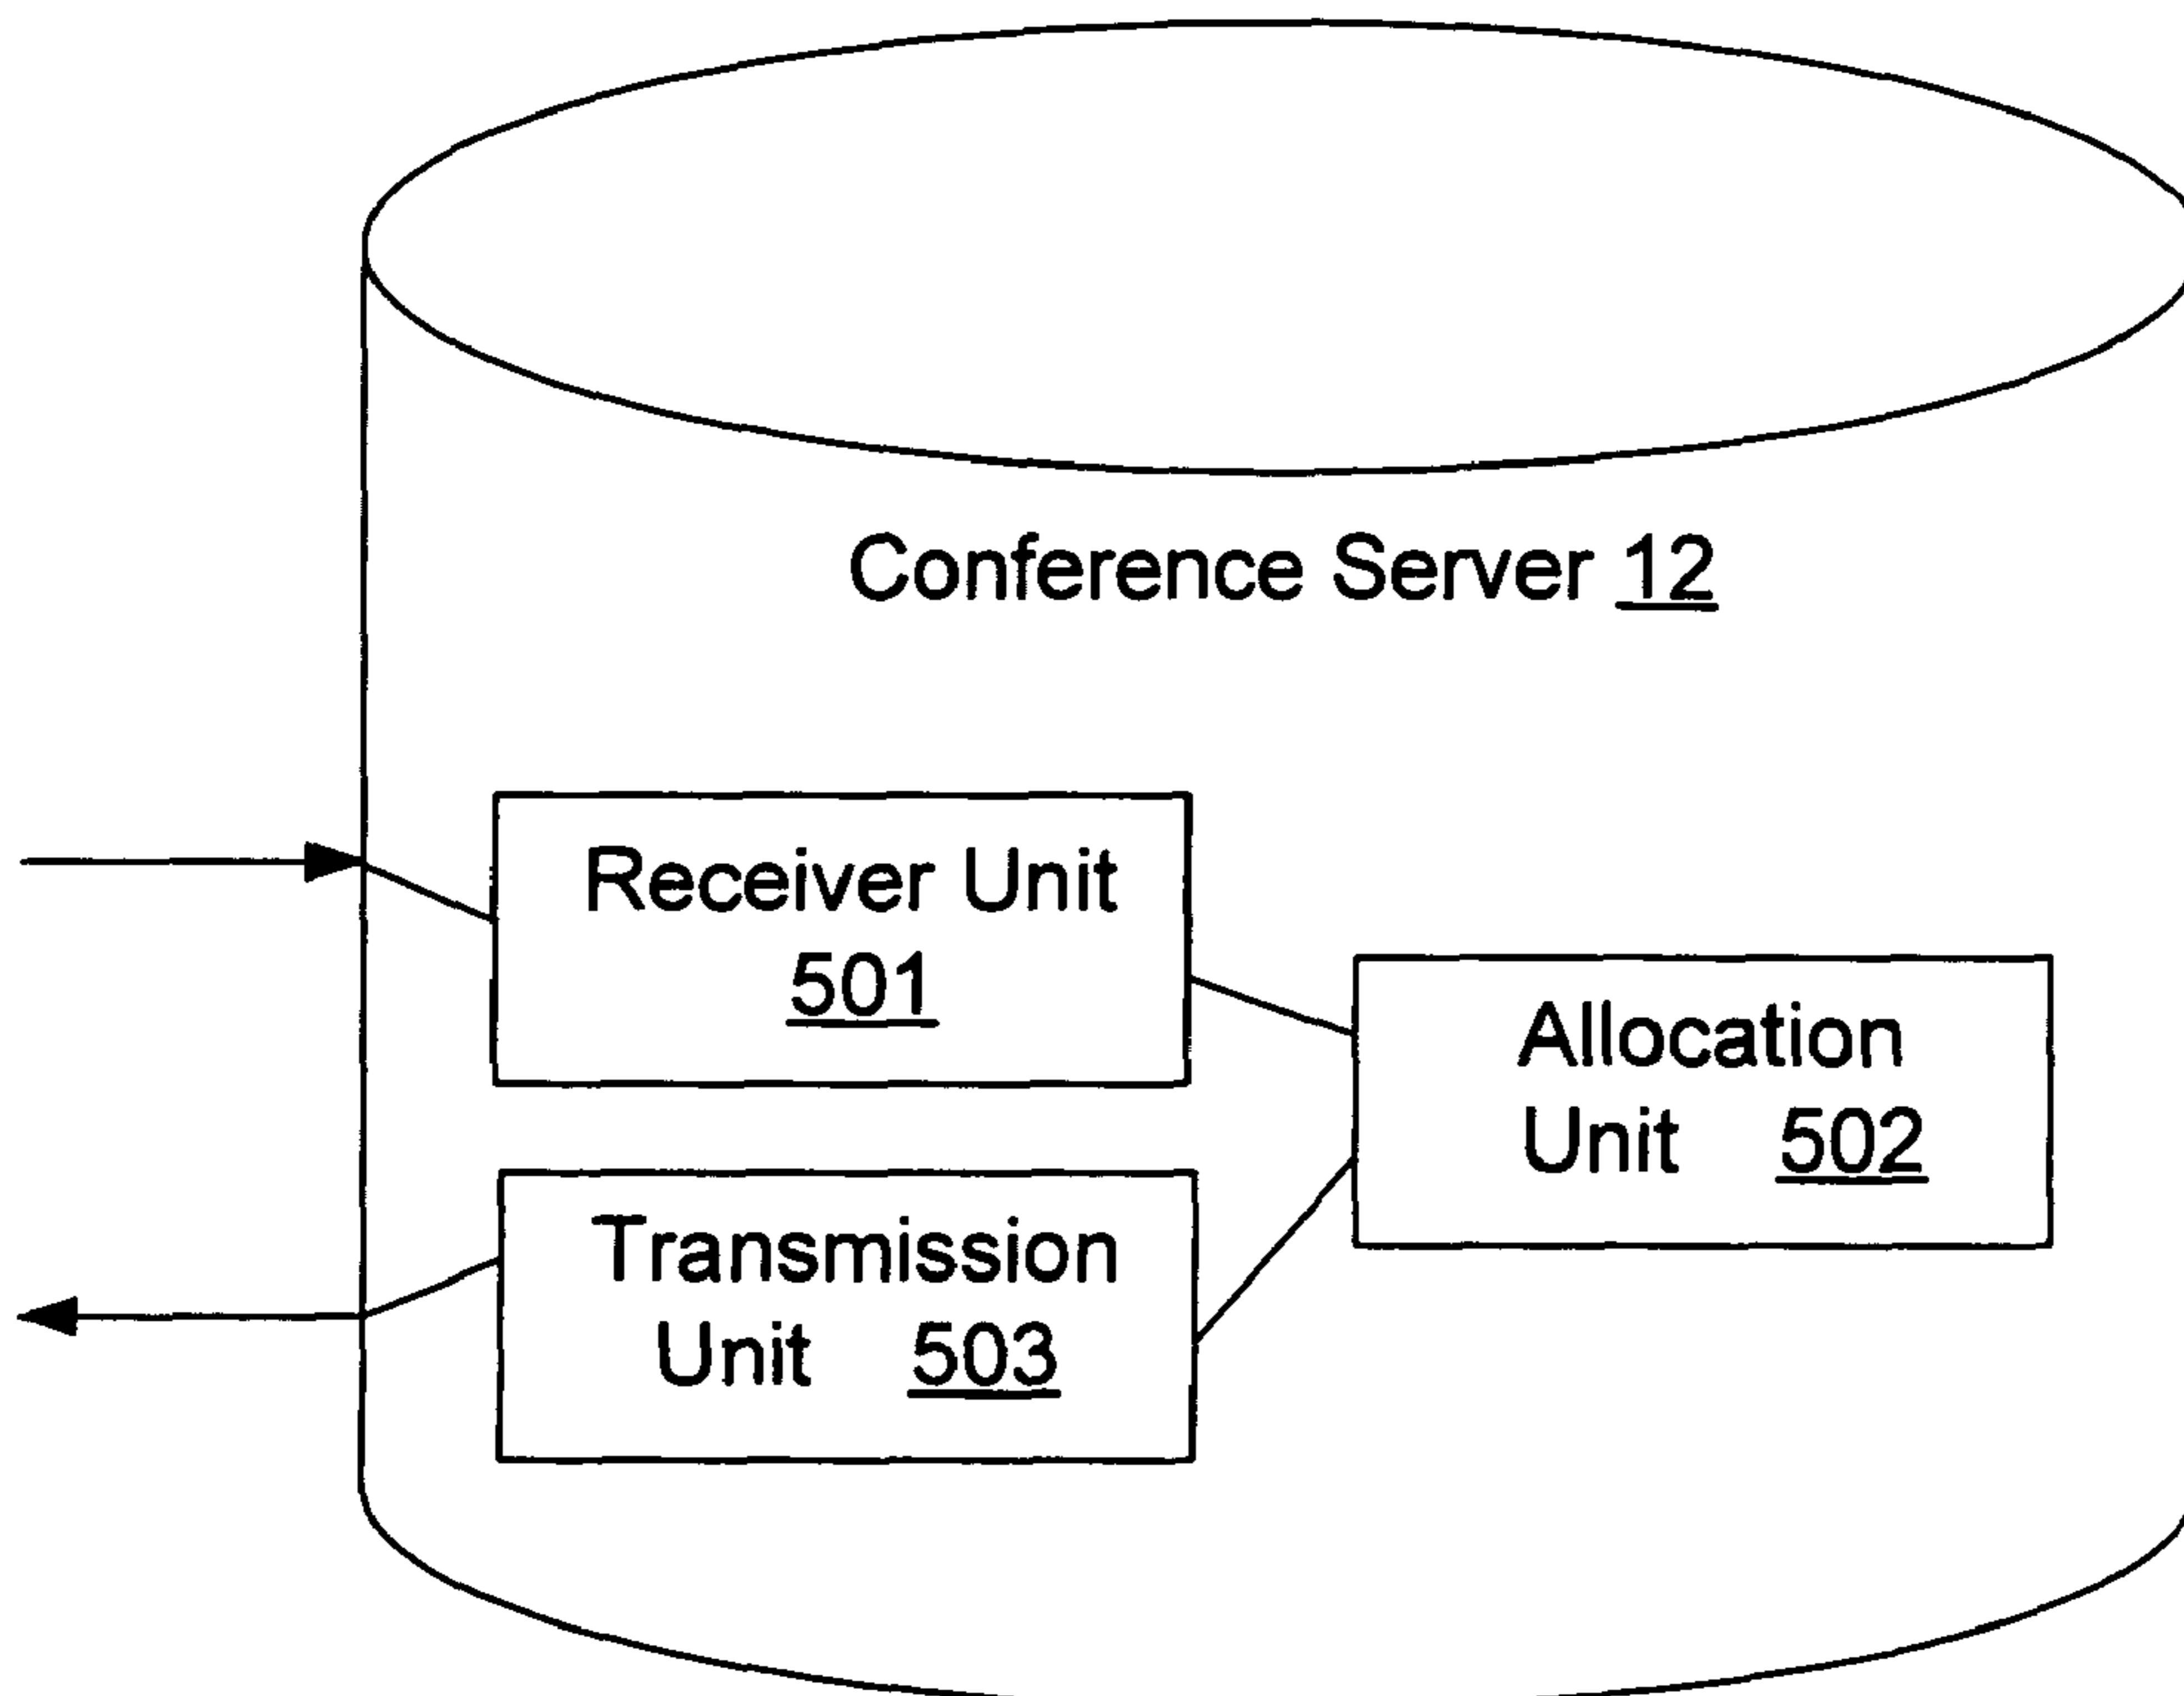 Conference Server 12
Receiver Unit
501
Allocation
Unit 502
Transmission
Unit 503